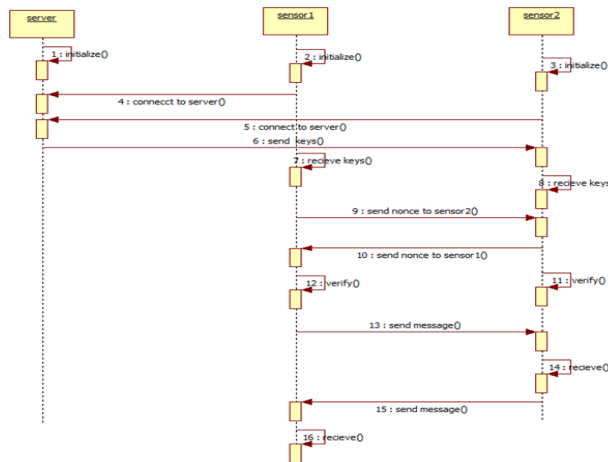 server
sensor1
sensor2
1 : initialize()
2 : initialize()
3 : initialize()
4 : connecct to server()
5 : connect to server()
6 : send keys()
7 : recieve keys()
8 : recieve keys
9 : send nonce to sensor2()
10 : send nonce to sensor1()
11 : verify()
12 : verify()
13 : send message()
14 : recieve()
15 : send message()
16 : recieve()